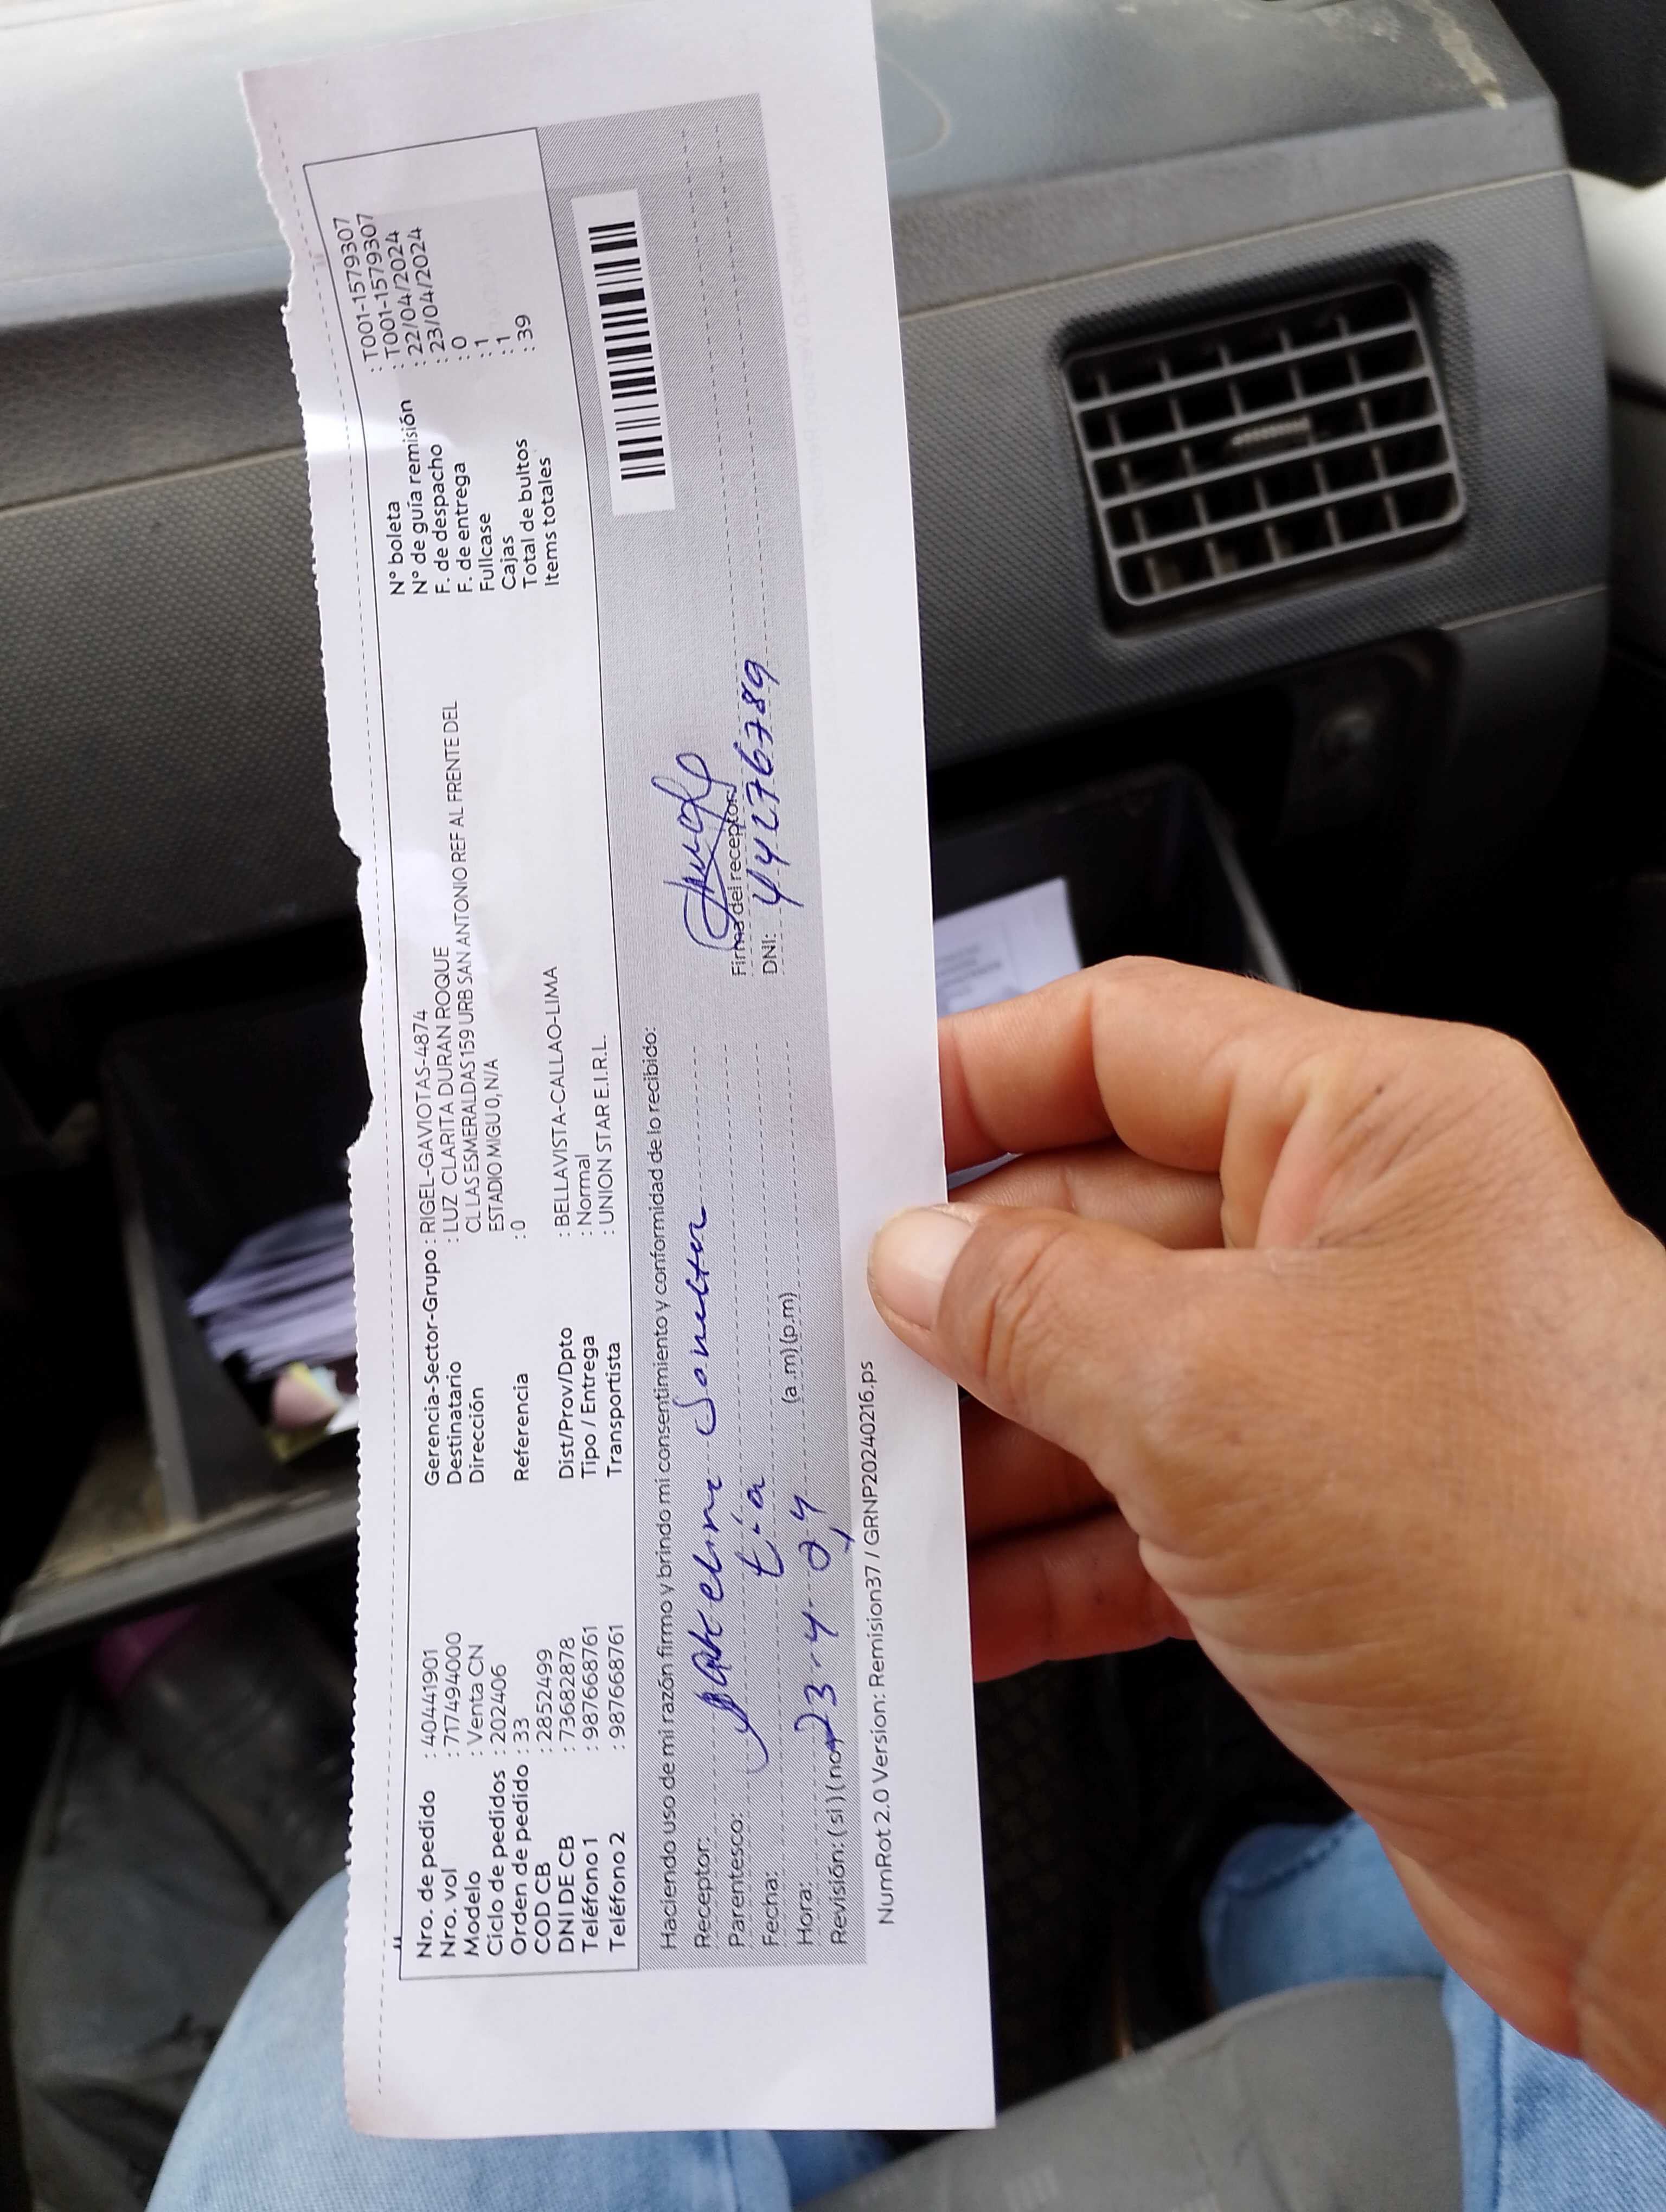 Nro. de pedido : 40441901
Nro. vol : 717494000
Modelo : Venta CN
Ciclo de pedidos : 202406
Orden de pedido : 33
COD CB : 2852499
DNI DE CB : 73682878
Teléfono 1 : 987668761
Teléfono 2 : 987668761
Gerencia-Sector-Grupo : RIGEL-GAVIOTAS-4874
Destinatario : LUZ CLARITA DURAN ROQUE
Dirección CL LAS ESMERALDAS 159 URB SAN ANTONIO REF AL FRENTE DEL
ESTADIO MIGU 0, N/A
Referencia : 0
Dist/Prov/Dpto : BELLAVISTA-CALLAO-LIMA
Tipo / Entrega : Normal
Transportista : UNION STAR E.I.R.L.
N° boleta : T001-1579307
N° de guía remisión : T001-1579307
F. de despacho : 22/04/2024
F. de entrega : 23/04/2024
Fullcase : 0
Cajas : 1
Total de bultos : 1
Items totales : 39
Haciendo uso de mi razón firmo y brindo mi consentimiento y conformidad de lo recibido:
Receptor:
Parentesco: tía
Fecha:
Hora: 23-4-24 (a.m) (p.m)
Revisión: ( si ) ( no )
Firma del receptor
DNI: 44276789
NumRot 2.0 Version: Remision37 / GRNP20240216.ps